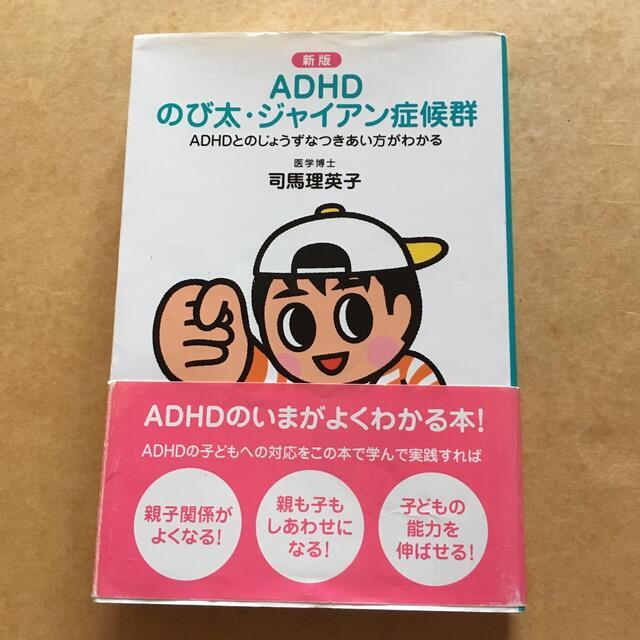 新版
ADHD
のび太・ジャイアン症候群
ADHDとのじょうずなつきあい方がわかる
医学博士
司馬理英子
ADHDのいまがよくわかる本!
ADHDの子どもへの対応をこの本で学んで実践すれば
親子関係が
よくなる!
親も子も
しあわせに
なる!
子どもの
能力を
伸ばせる!